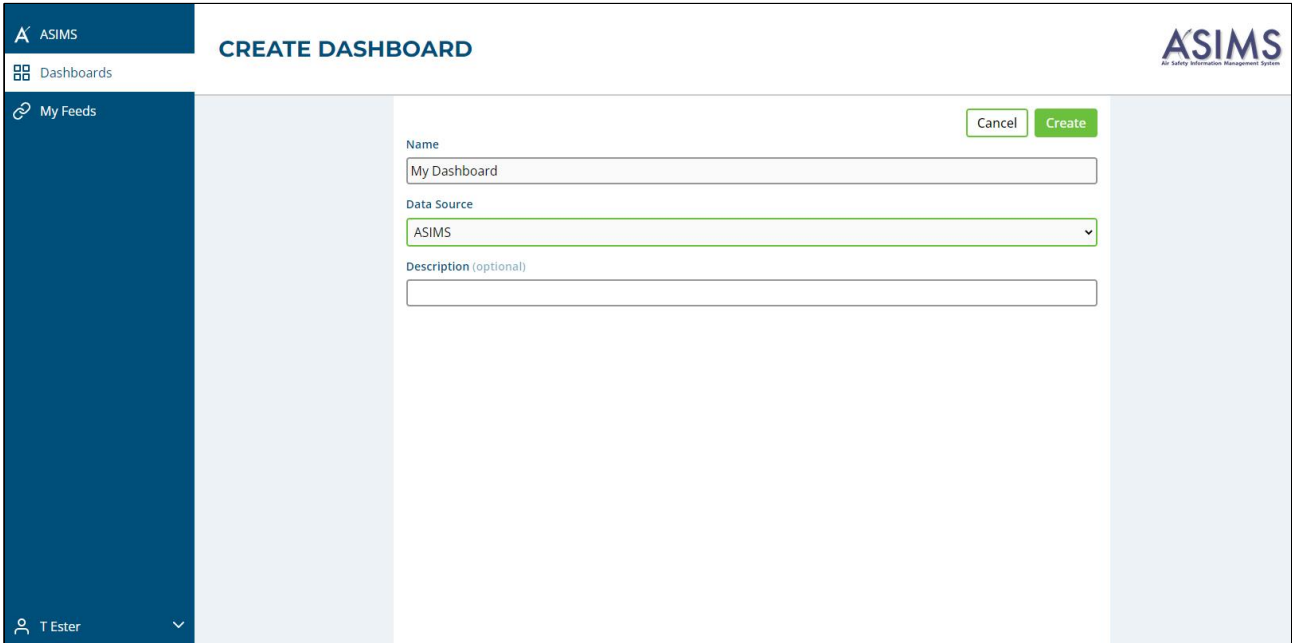 ASIMS
Dashboards
My Feeds
T Ester
CREATE DASHBOARD
ASIMS
Air Safety Information Management System
Cancel
Create
Name
My Dashboard
Data Source
ASIMS
Description (optional)